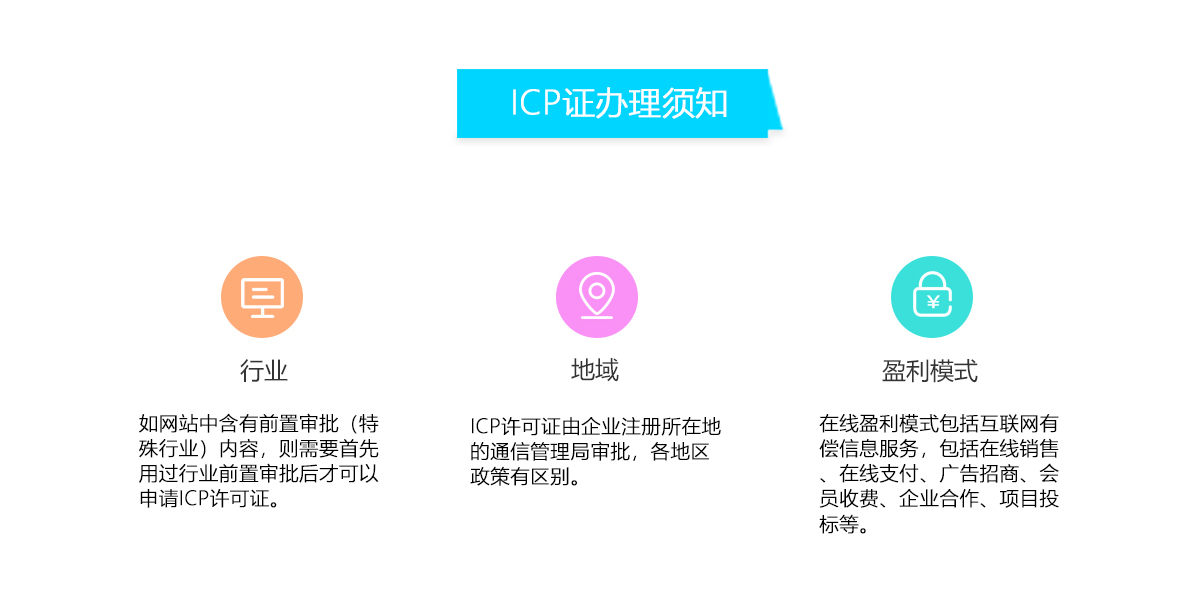 ICP证办理须知
行业
如网站中含有前置审批（特
殊行业）内容，则需要首先
用过行业前置审批后才可以
申请ICP许可证。
地域
ICP许可证由企业注册所在地
的通信管理局审批，各地区
政策有区别。
¥
盈利模式
在线盈利模式包括互联网有
偿信息服务，包括在线销售
、在线支付、广告招商、会
员收费、企业合作、项目投
标等。